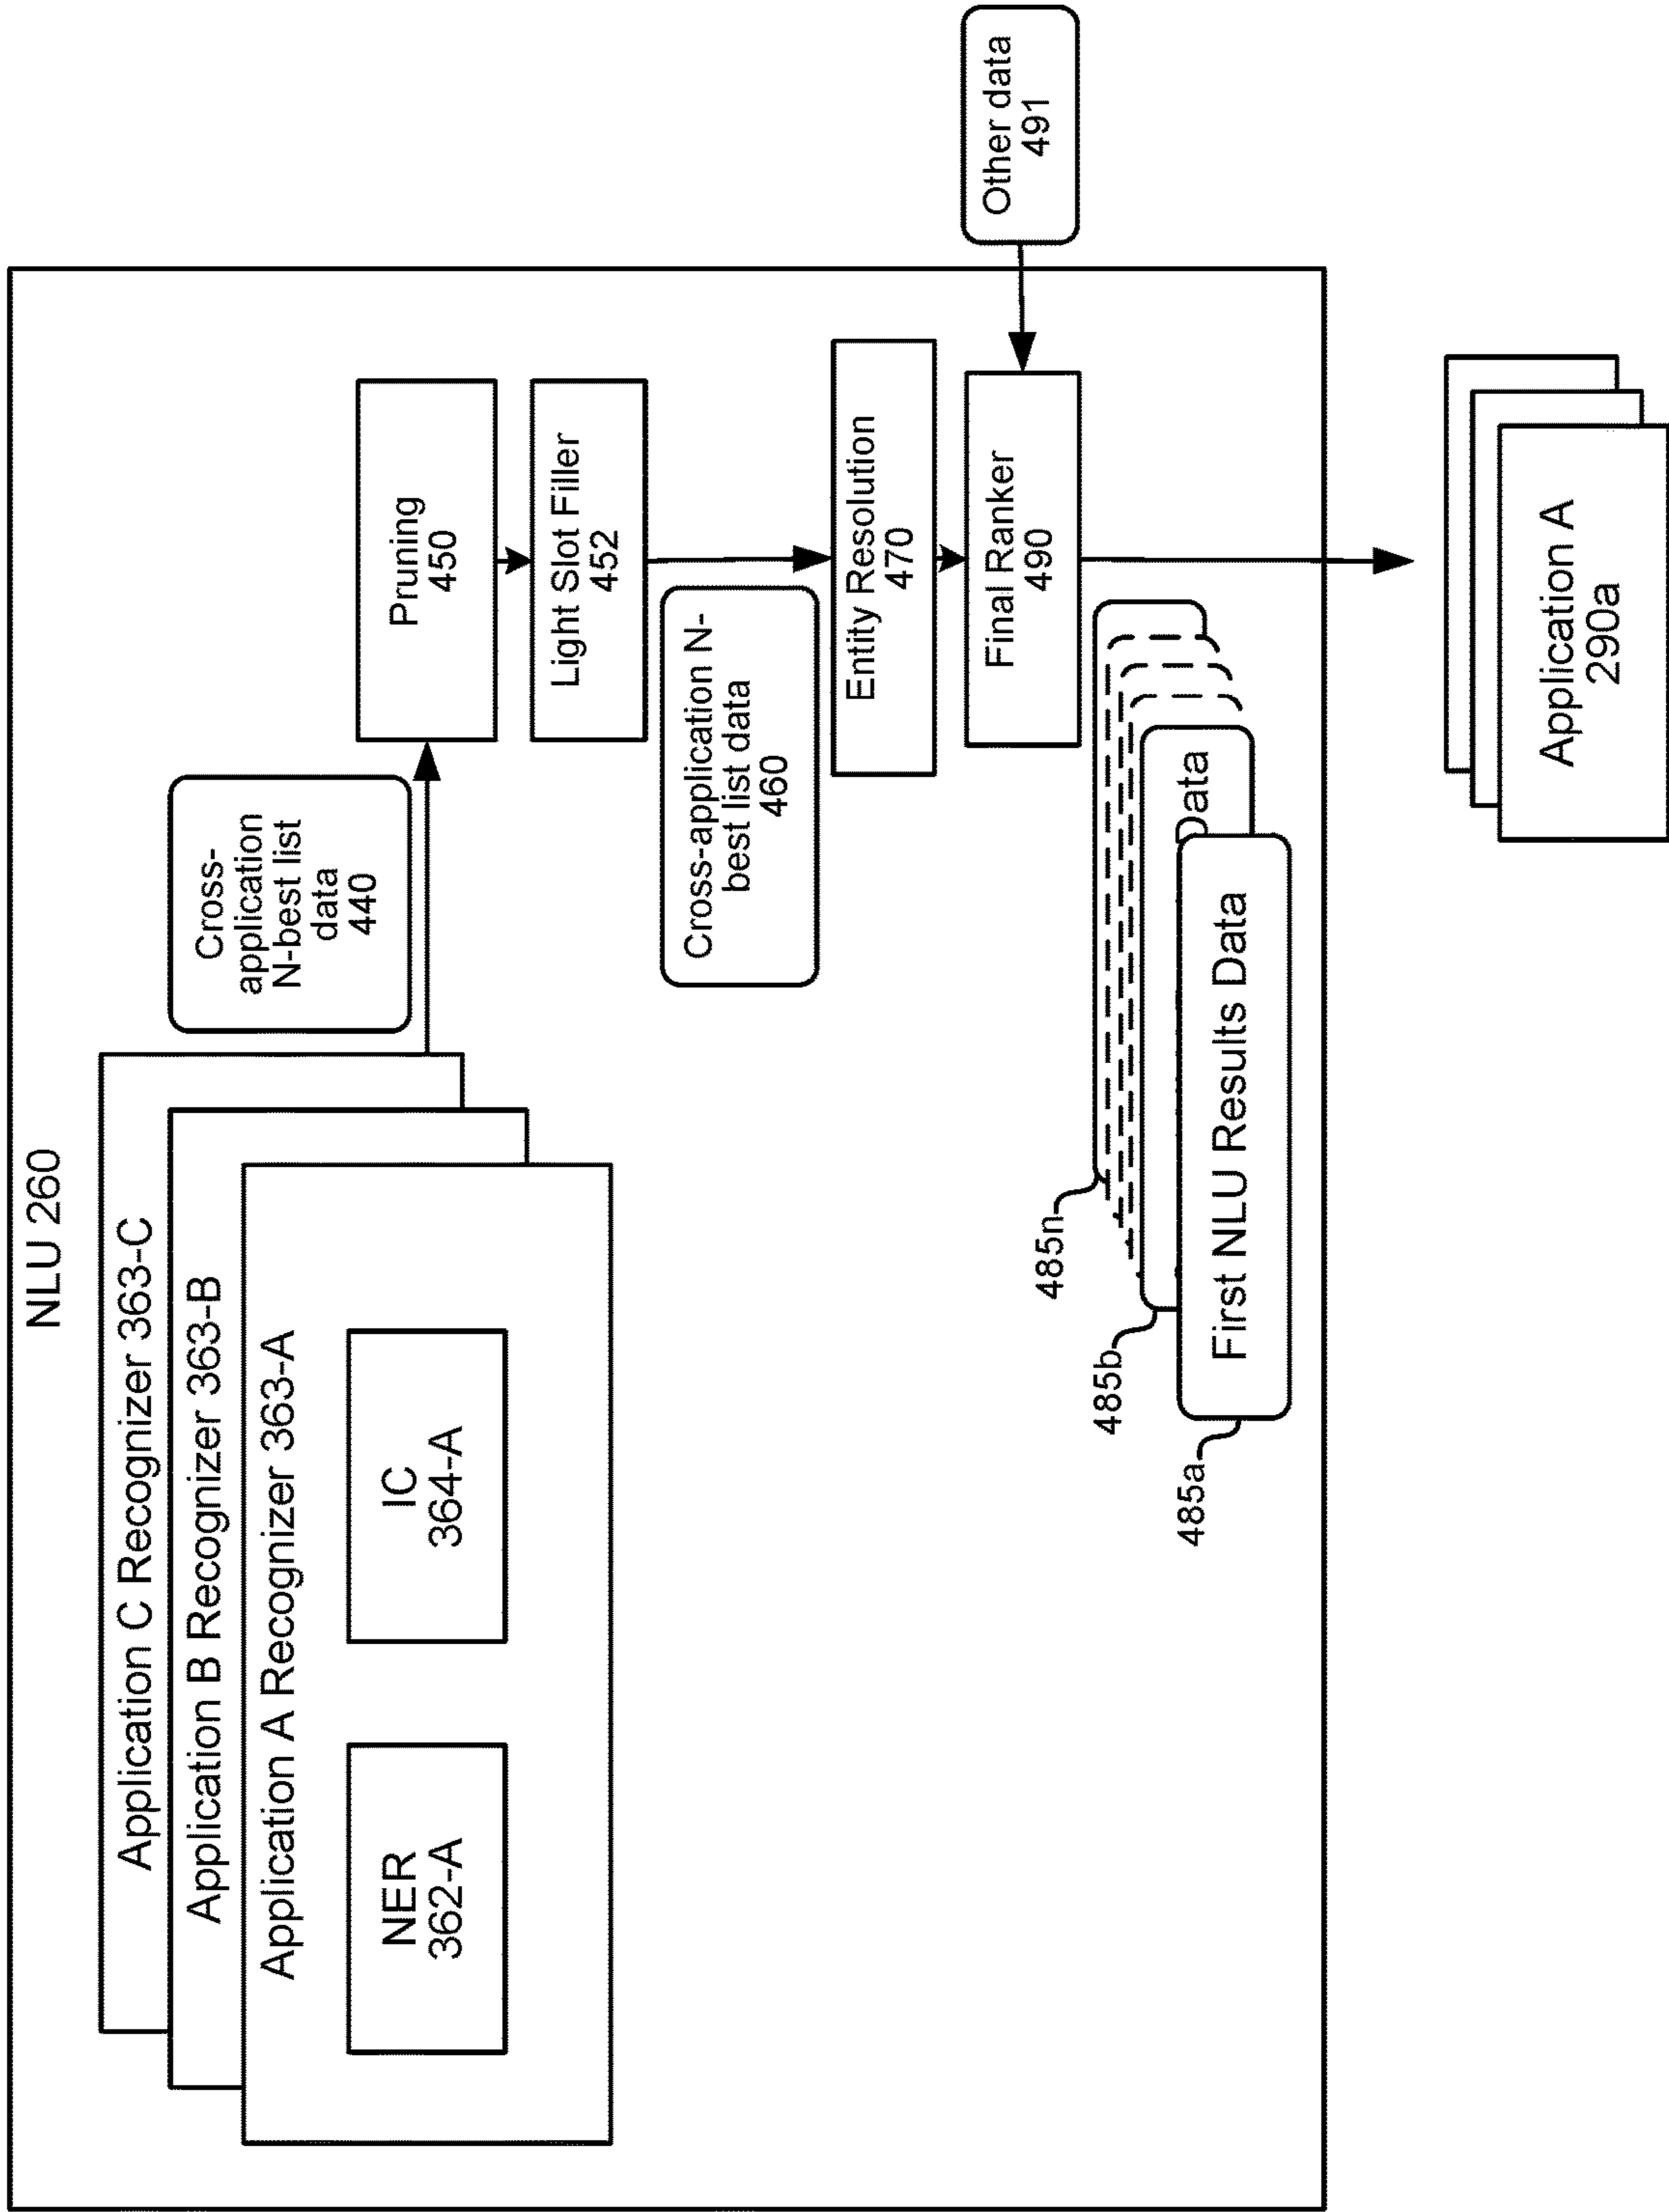 NLU 260
Application C Recognizer 363-C
Application B Recognizer 363-B
Application A Recognizer 363-A
NER
362-A
IC
364-A
Cross-
application
N-best list
data
440
Pruning
450
Light Slot Filler
452
Cross-application N-
best list data
460
Entity Resolution
470
Final Ranker
490
Other data
491
485n
485b
485a
Data
First NLU Results Data
Application A
290a